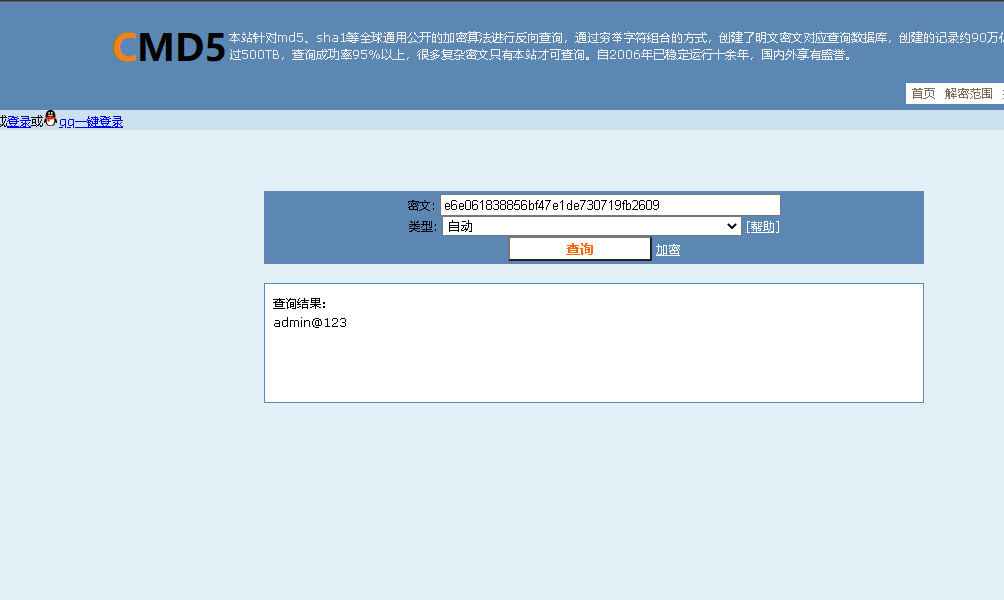 CMD5
本站针对md5、sha1等全球通用公开的加密算法进行反向查询，通过穷举字符组合的方式，创建了明文密文对应查询数据库，创建的记录约90万亿
过500TB，查询成功率95%以上，很多复杂密文只有本站才可查询。自2006年已稳定运行十余年，国内外享有盛誉。
首页 解密范围
或登录或qq一键登录
密文: e6e061838856bf47e1de730719fb2609
类型: 自动 [帮助]
查询 加密
查询结果:
admin@123